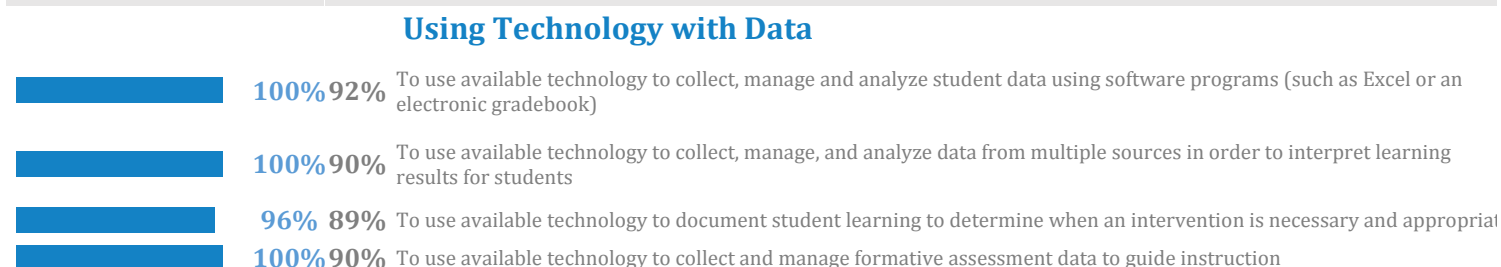 Using Technology with Data
100% 92% To use available technology to collect, manage and analyze student data using software programs (such as Excel or an
electronic gradebook)
100% 90% To use available technology to collect, manage, and analyze data from multiple sources in order to interpret learning
results for students
96% 89% To use available technology to document student learning to determine when an intervention is necessary and appropriat
100% 90% To use available technology to collect and manage formative assessment data to guide instruction